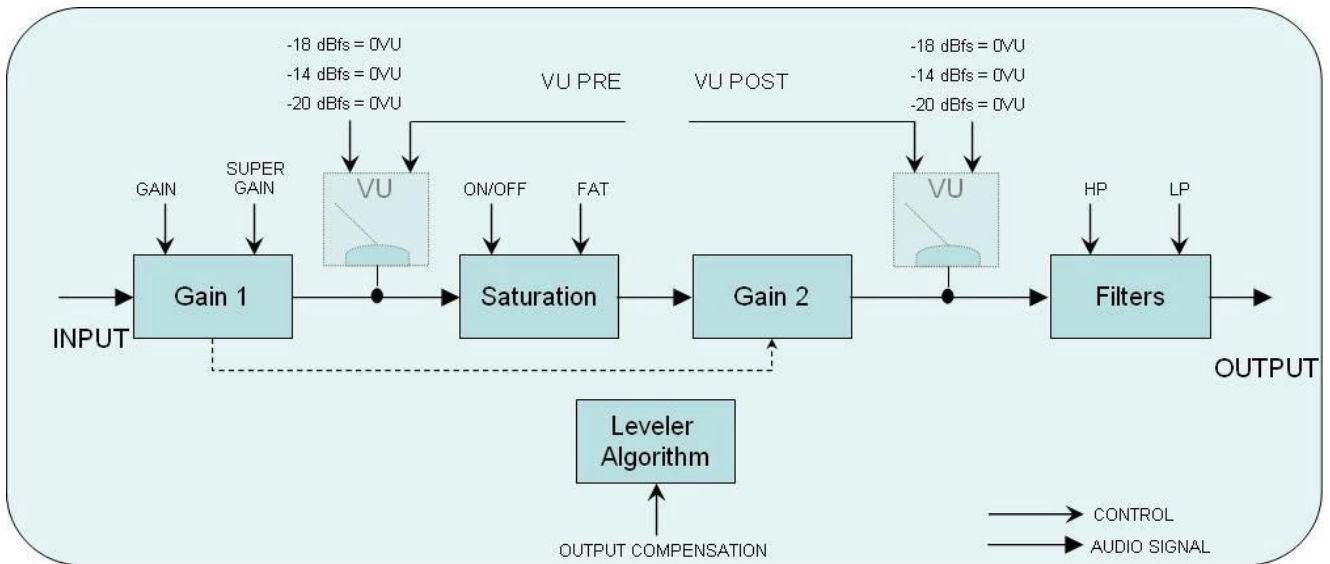 -18 dBfs = 0VU
-14 dBfs = 0VU
-20 dBfs = 0VU
VU PRE
VU POST
-18 dBfs = 0VU
-14 dBfs = 0VU
-20 dBfs = 0VU
GAIN
SUPER
GAIN
VU
ON/OFF
FAT
VU
HP
LP
Gain 1
Saturation
Gain 2
Filters
INPUT
OUTPUT
Leveler
Algorithm
OUTPUT COMPENSATION
CONTROL
AUDIO SIGNAL